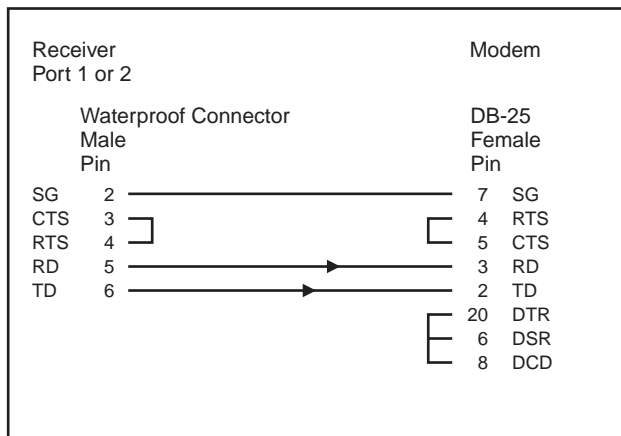 Receiver Modem
Port 1 or 2
Waterproof Connector DB-25
Male Female
Pin Pin
SG 2 7 SG
CTS 3 4 RTS
RTS 4 5 CTS
RD 5 3 RD
TD 6 2 TD
20 DTR
6 DSR
8 DCD